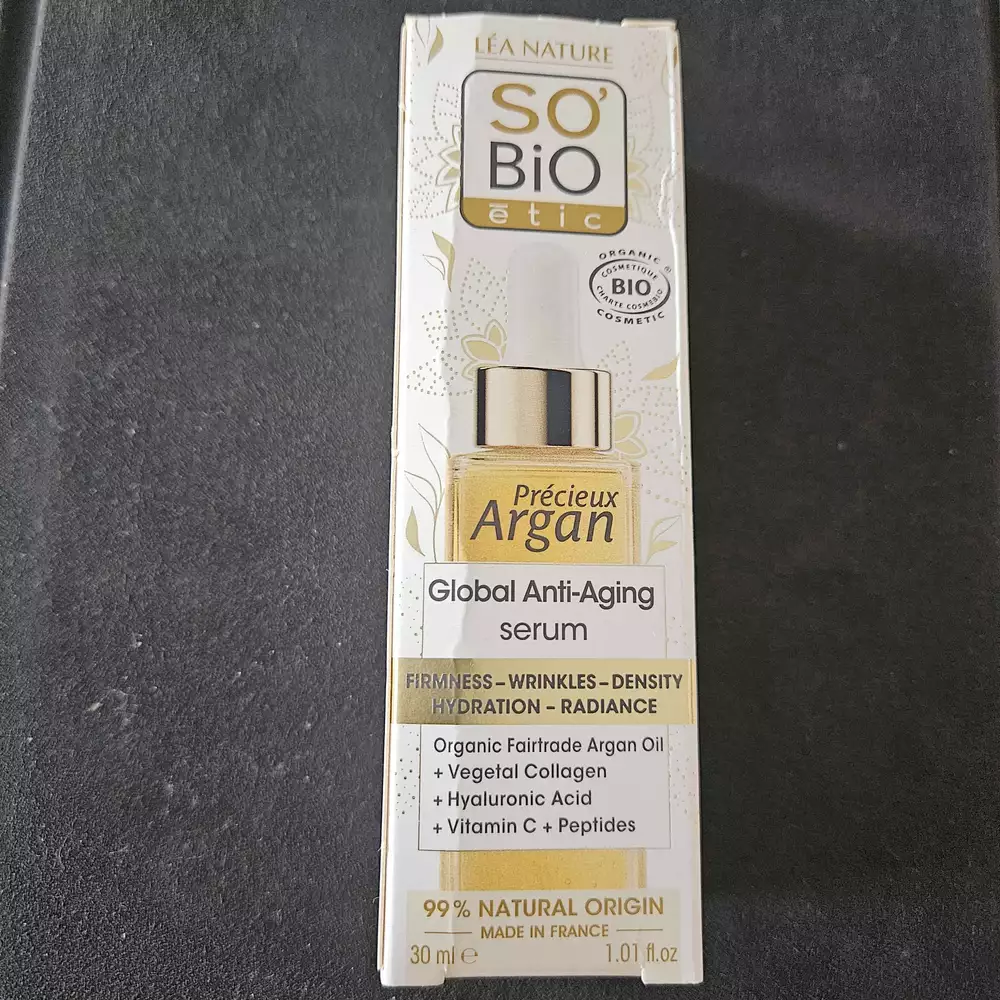 LÉA NATURE
SO'
BiO
ētic
ORGANIC ®
COSMETIQUE
BIO
CHARTE COSMEBIO
COSMETIC
Précieux
Argan
Global Anti-Aging
serum
FIRMNESS – WRINKLES – DENSITY
HYDRATION – RADIANCE
Organic Fairtrade Argan Oil
+ Vegetal Collagen
+ Hyaluronic Acid
+ Vitamin C + Peptides
99% NATURAL ORIGIN
MADE IN FRANCE
30 ml ℮ 1.01 fl.oz